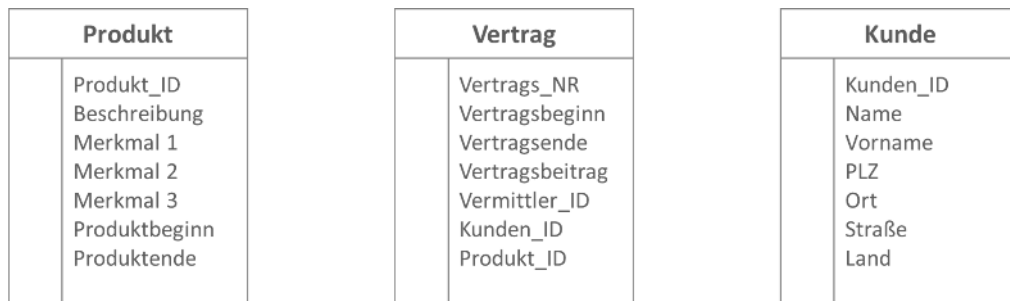 Produkt
Produkt_ID
Beschreibung
Merkmal 1
Merkmal 2
Merkmal 3
Produktbeginn
Produktende
Vertrag
Vertrags_NR
Vertragsbeginn
Vertragsende
Vertragsbeitrag
Vermittler_ID
Kunden_ID
Produkt_ID
Kunde
Kunden_ID
Name
Vorname
PLZ
Ort
Straße
Land